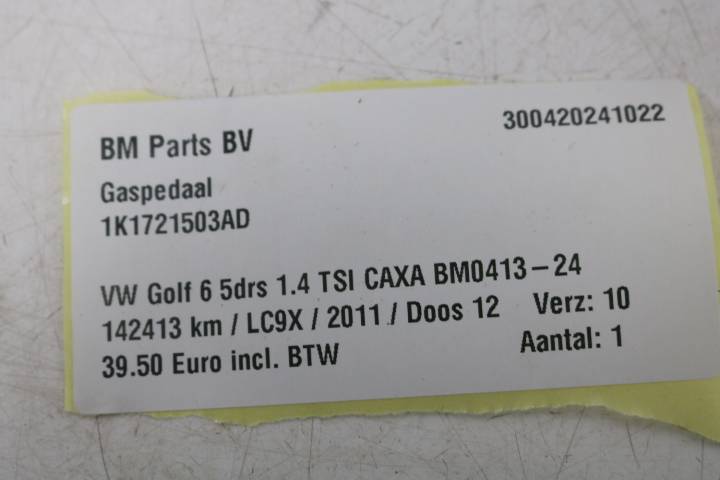 BM Parts BV 300420241022
Gaspedaal
1K1721503AD
VW Golf 6 5drs 1.4 TSI CAXA BM0413-24
142413 km / LC9X / 2011 / Doos 12 Verz: 10
39.50 Euro incl. BTW Aantal: 1